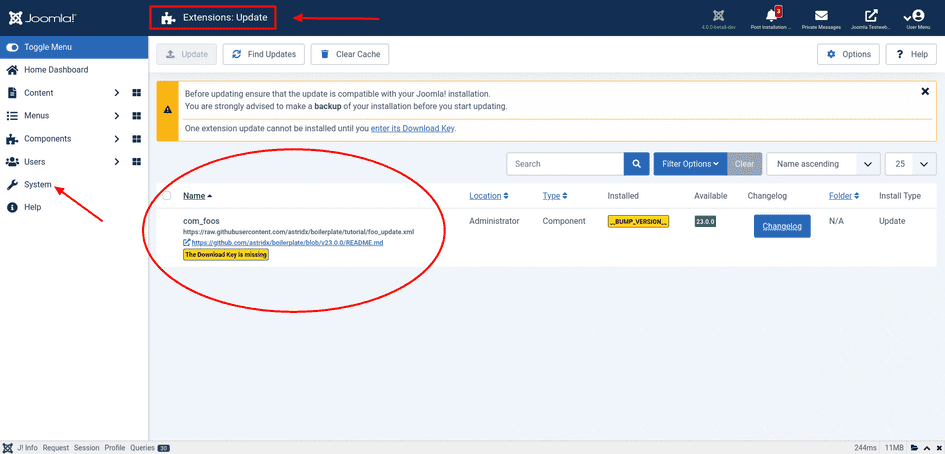 Joomla!®
Extensions: Update
4.0.0-beta8-dev
3
Post Installation ...
Private Messages
Joomla Testweb...
User Menu
Toggle Menu
Home Dashboard
Content
Menus
Components
Users
System
Help
Update
Find Updates
Clear Cache
Options
? Help
Before updating ensure that the update is compatible with your Joomla! installation.
You are strongly advised to make a backup of your installation before you start updating.
One extension update cannot be installed until you enter its Download Key.
Search
Filter Options
Clear
Name ascending
25
Name
Location
Type
Installed
Available
Changelog
Folder
Install Type
com_foos
https://raw.githubusercontent.com/astridx/boilerplate/tutorial/foo_update.xml
https://github.com/astridx/boilerplate/blob/v23.0.0/README.md
The Download Key is missing
Administrator
Component
__BUMP_VERSION__
23.0.0
Changelog
N/A
Update
J! Info Request Session Profile Queries 30
244ms 11MB